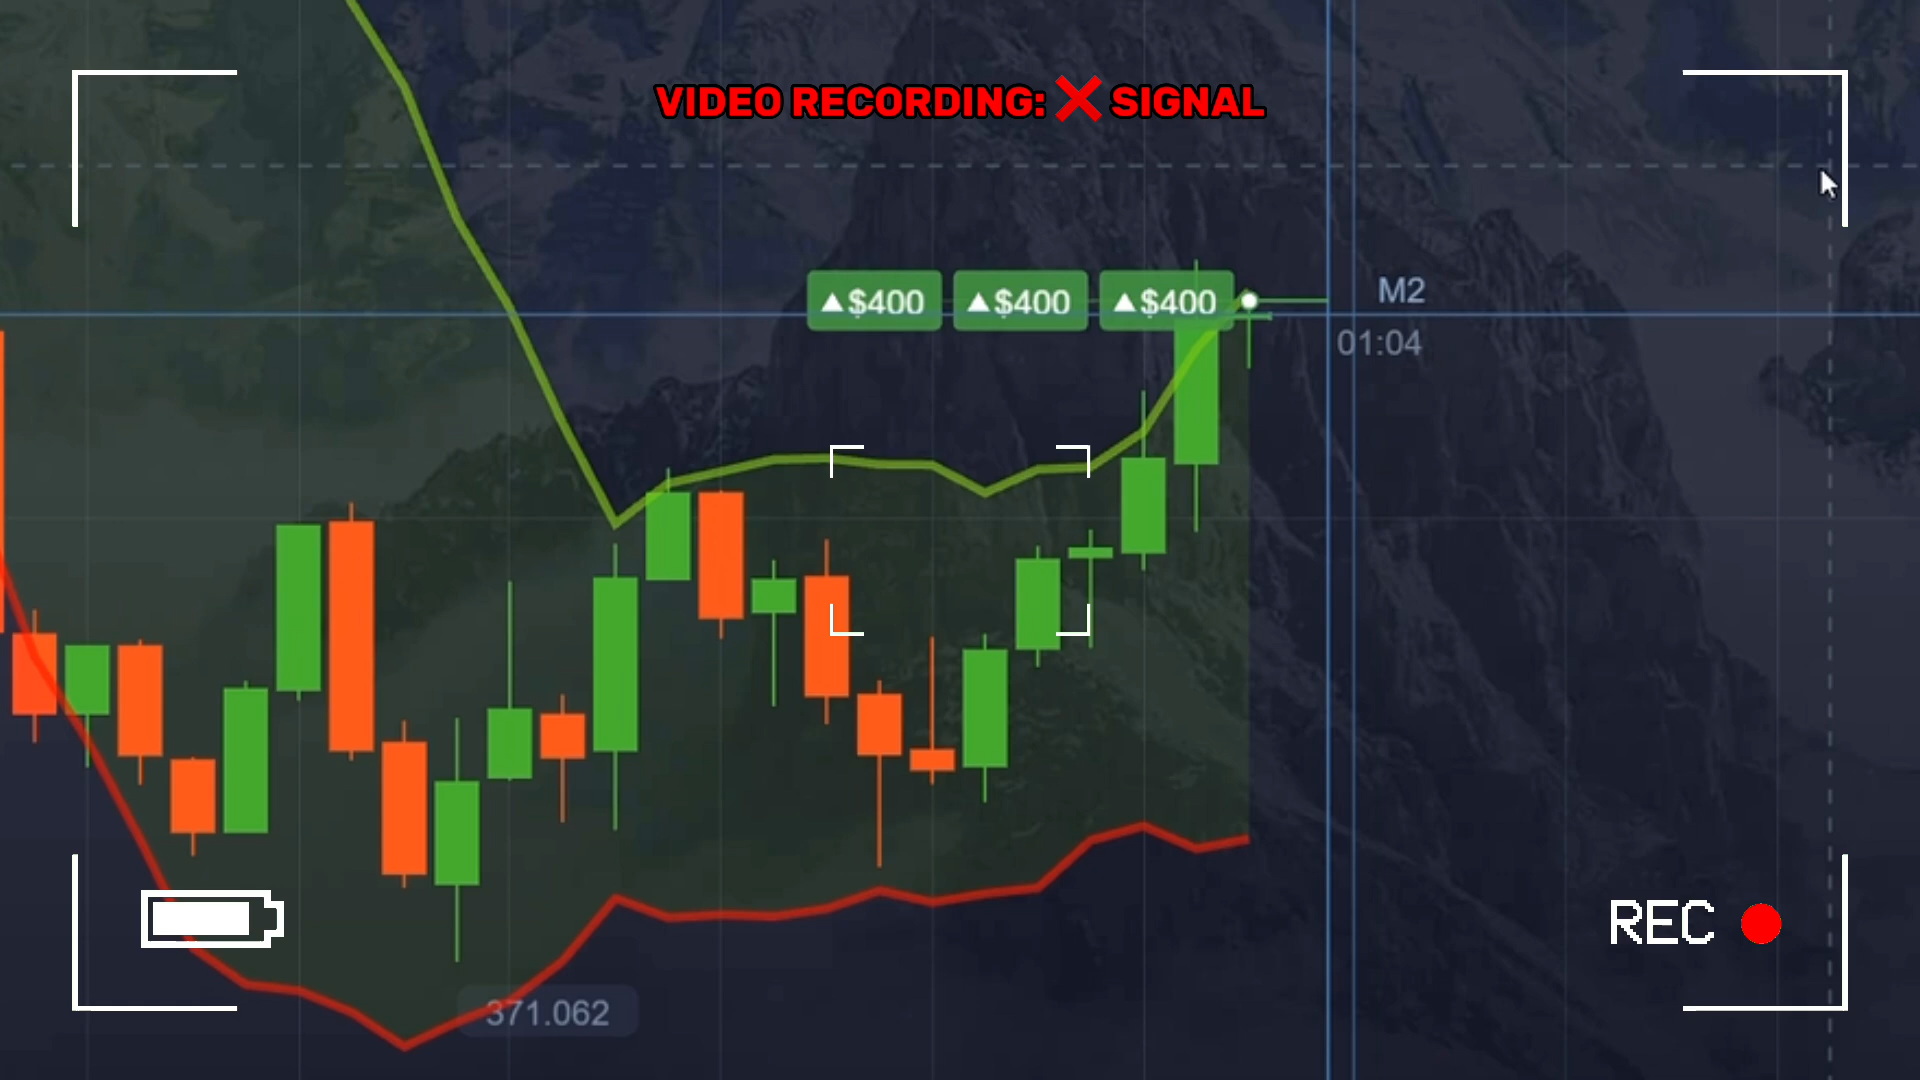 VIDEO RECORDING: ❌ SIGNAL
▲$400 ▲$400 ▲$400
M2
01:04
REC
371.062